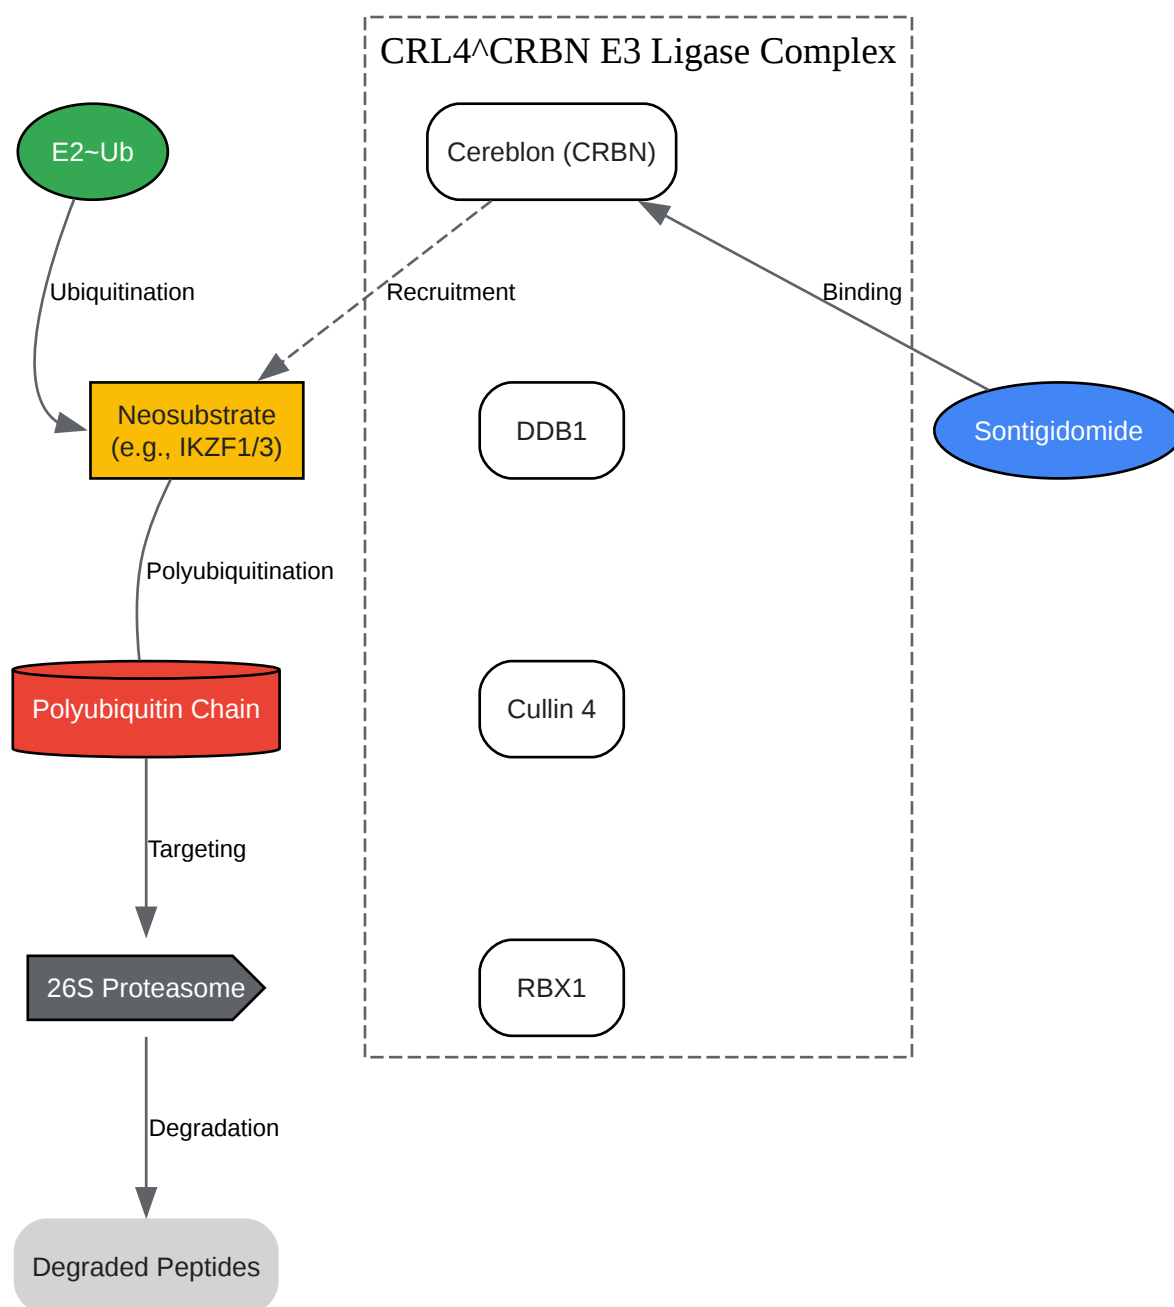 CRL4^CRBN E3 Ligase Complex
E2~Ub
Cereblon (CRBN)
Ubiquitination
Recruitment
Binding
Neosubstrate
(e.g., IKZF1/3)
DDB1
Sontigidomide
Polyubiquitination
Polyubiquitin Chain
Cullin 4
Targeting
26S Proteasome
RBX1
Degradation
Degraded Peptides